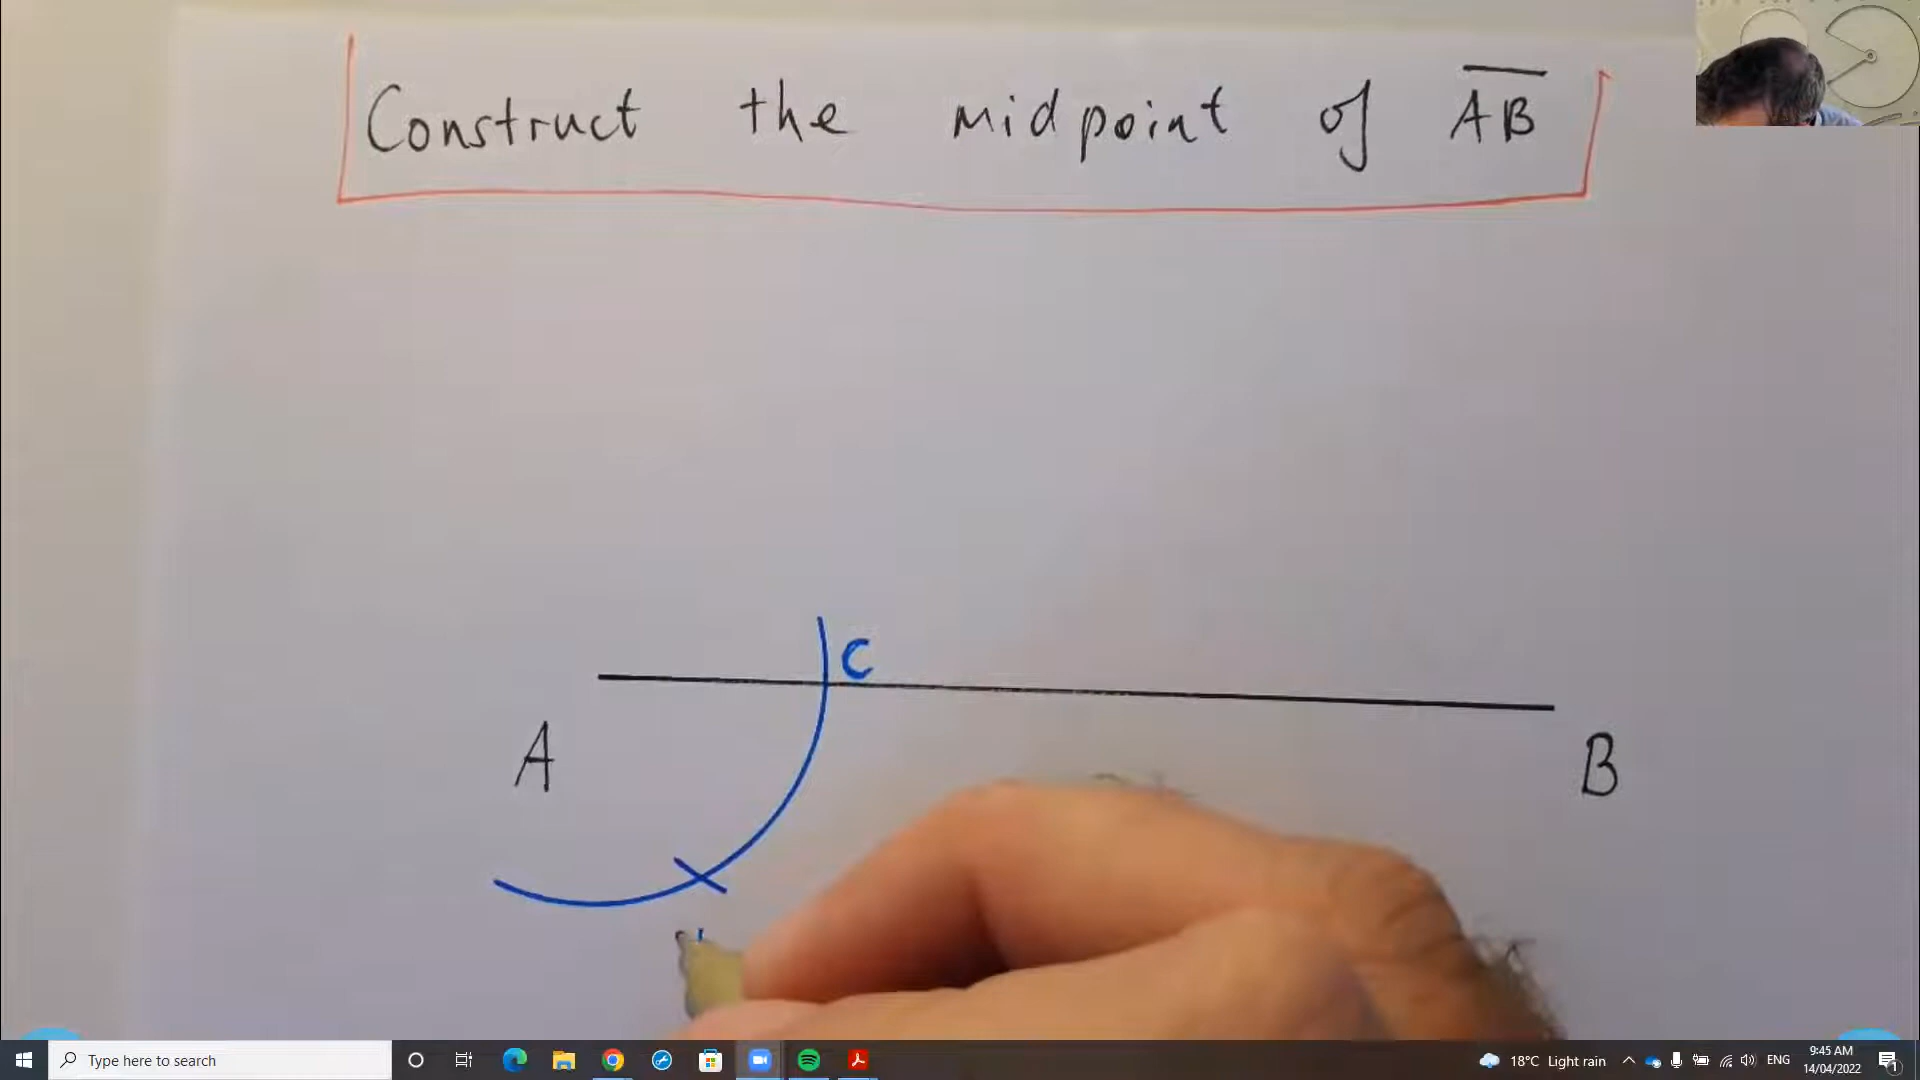 Construct the midpoint of AB
C
A
B
Type here to search
18°C Light rain
ENG
9:45 AM
14/04/2022
1